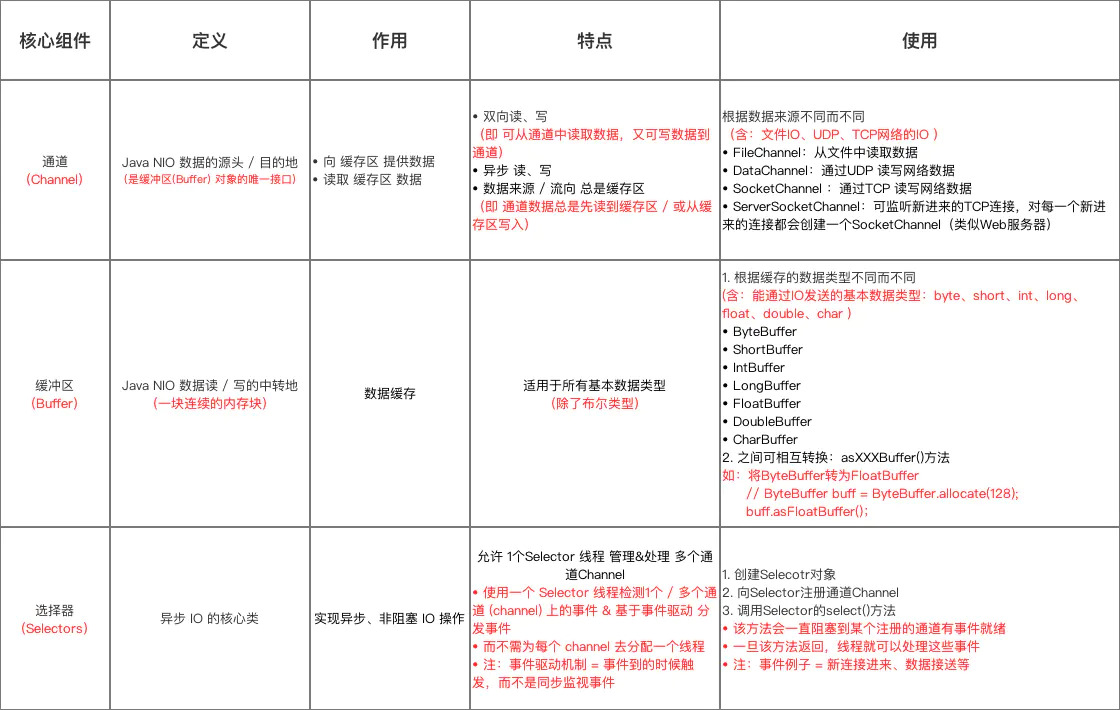 核心组件
定义
作用
特点
使用
通道
(Channel)
Java NIO 数据的源头 / 目的地
(是缓冲区(Buffer) 对象的唯一接口)
• 向 缓存区 提供数据
• 读取 缓存区 数据
• 双向读、写
（即 可从通道中读取数据，又可写数据到
通道）
• 异步 读、写
• 数据来源 / 流向 总是缓存区
（即 通道数据总是先读到缓存区 / 或从缓
存区写入）
根据数据来源不同而不同
（含：文件IO、UDP、TCP网络的IO ）
• FileChannel：从文件中读取数据
• DataChannel：通过UDP 读写网络数据
• SocketChannel ：通过TCP 读写网络数据
• ServerSocketChannel：可监听新进来的TCP连接，对每一个新进
来的连接都会创建一个SocketChannel（类似Web服务器）
缓冲区
(Buffer)
Java NIO 数据读 / 写的中转地
（一块连续的内存块）
数据缓存
适用于所有基本数据类型
（除了布尔类型）
1. 根据缓存的数据类型不同而不同
(含：能通过IO发送的基本数据类型：byte、short、int、long、
float、double、char ）
• ByteBuffer
• ShortBuffer
• IntBuffer
• LongBuffer
• FloatBuffer
• DoubleBuffer
• CharBuffer
2. 之间可相互转换：asXXXBuffer()方法
如：将ByteBuffer转为FloatBuffer
// ByteBuffer buff = ByteBuffer.allocate(128);
buff.asFloatBuffer();
选择器
(Selectors)
异步 IO 的核心类
实现异步、非阻塞 IO 操作
允许 1个Selector 线程 管理&处理 多个通
道Channel
• 使用一个 Selector 线程检测1个 / 多个通
道 (channel) 上的事件 & 基于事件驱动 分
发事件
• 而不需为每个 channel 去分配一个线程
• 注：事件驱动机制 = 事件到的时候触
发，而不是同步监视事件
1. 创建Selecotr对象
2. 向Selector注册通道Channel
3. 调用Selector的select()方法
• 该方法会一直阻塞到某个注册的通道有事件就绪
• 一旦该方法返回，线程就可以处理这些事件
• 注：事件例子 = 新连接进来、数据接送等